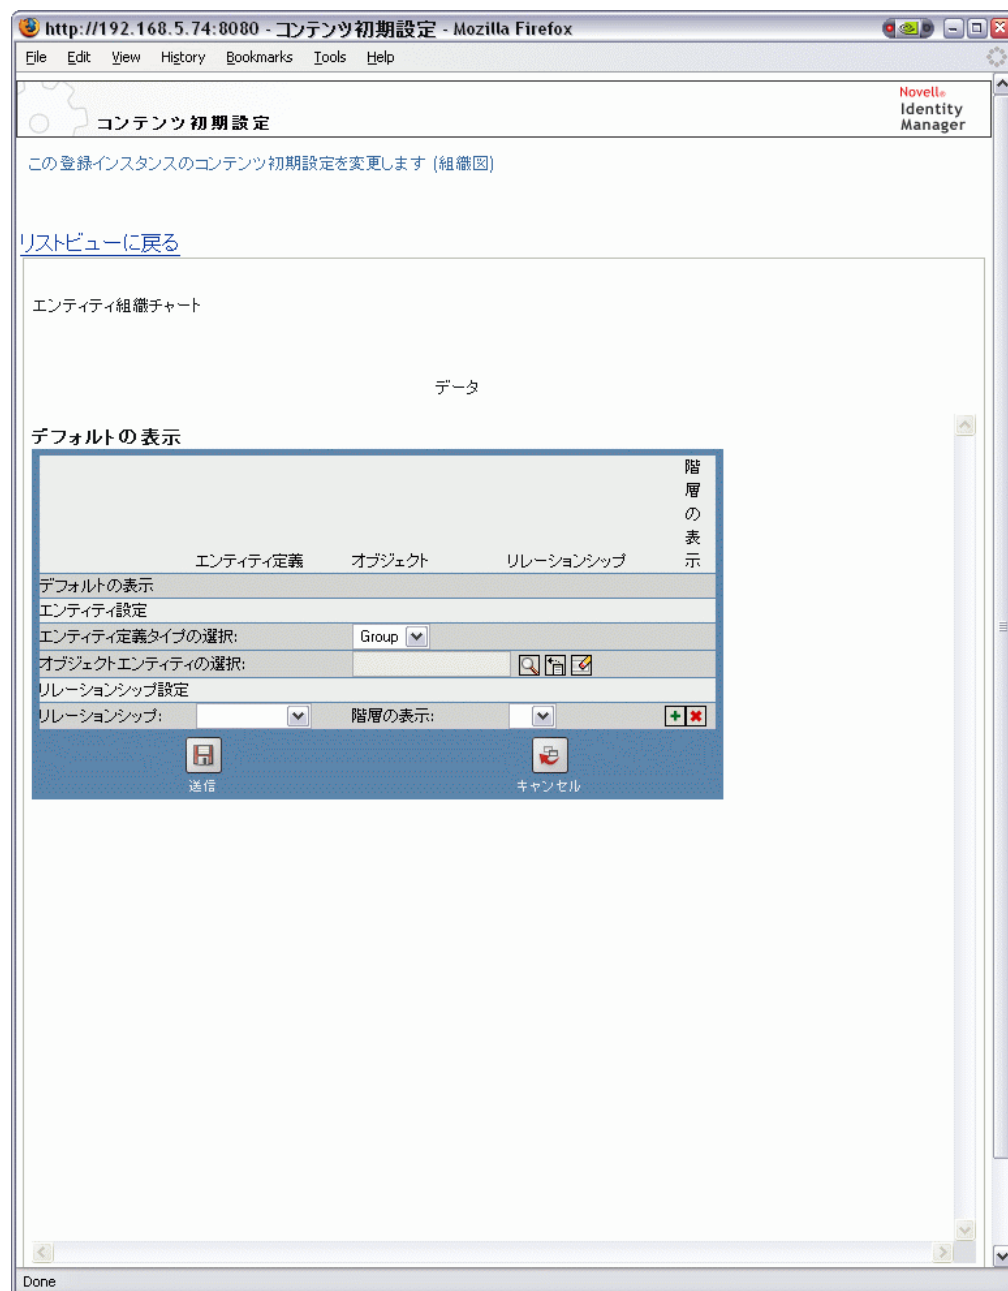 http://192.168.5.74:8080 - コンテンツ初期設定 - Mozilla Firefox
File Edit View History Bookmarks Tools Help
Novell®
Identity
Manager
コンテンツ初期設定
この登録インスタンスのコンテンツ初期設定を変更します (組織図)
リストビューに戻る
エンティティ組織チャート
データ
デフォルトの表示
エンティティ定義 オブジェクト リレーションシップ 階層の表示
デフォルトの表示
エンティティ設定
エンティティ定義タイプの選択: Group
オブジェクトエンティティの選択:
リレーションシップ設定
リレーションシップ: 階層の表示:
送信 キャンセル
Done